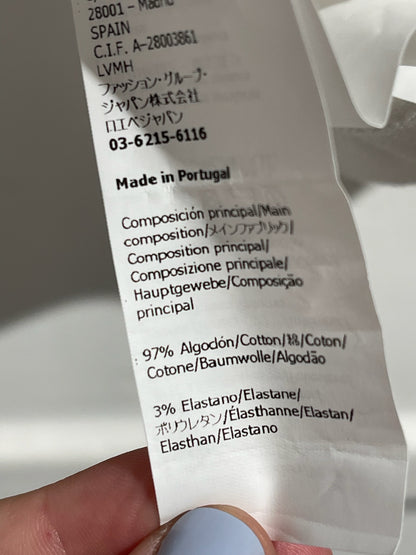 28001 – Madrid
SPAIN
C.I.F. A-28003861
LVMH
ファッション・グループ・
ジャパン株式会社
ロエベジャパン
03-6215-6116
Made in Portugal
Composición principal/Main
composition/メインファブリック/
Composition principal/
Composizione principale/
Hauptgewebe/Composição
principal
97% Algodón/Cotton/綿/Coton/
Cotone/Baumwolle/Algodão
3% Elastano/Elastane/
ポリウレタン/Élasthanne/Elastan/
Elasthan/Elastano